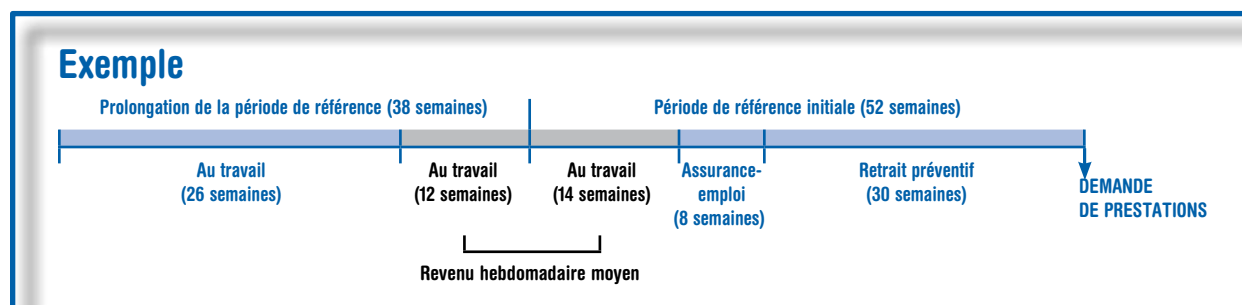 Exemple
Prolongation de la période de référence (38 semaines)
Période de référence initiale (52 semaines)
Au travail
(26 semaines)
Au travail
(12 semaines)
Au travail
(14 semaines)
Assurance-
emploi
(8 semaines)
Retrait préventif
(30 semaines)
DEMANDE
DE PRESTATIONS
Revenu hebdomadaire moyen